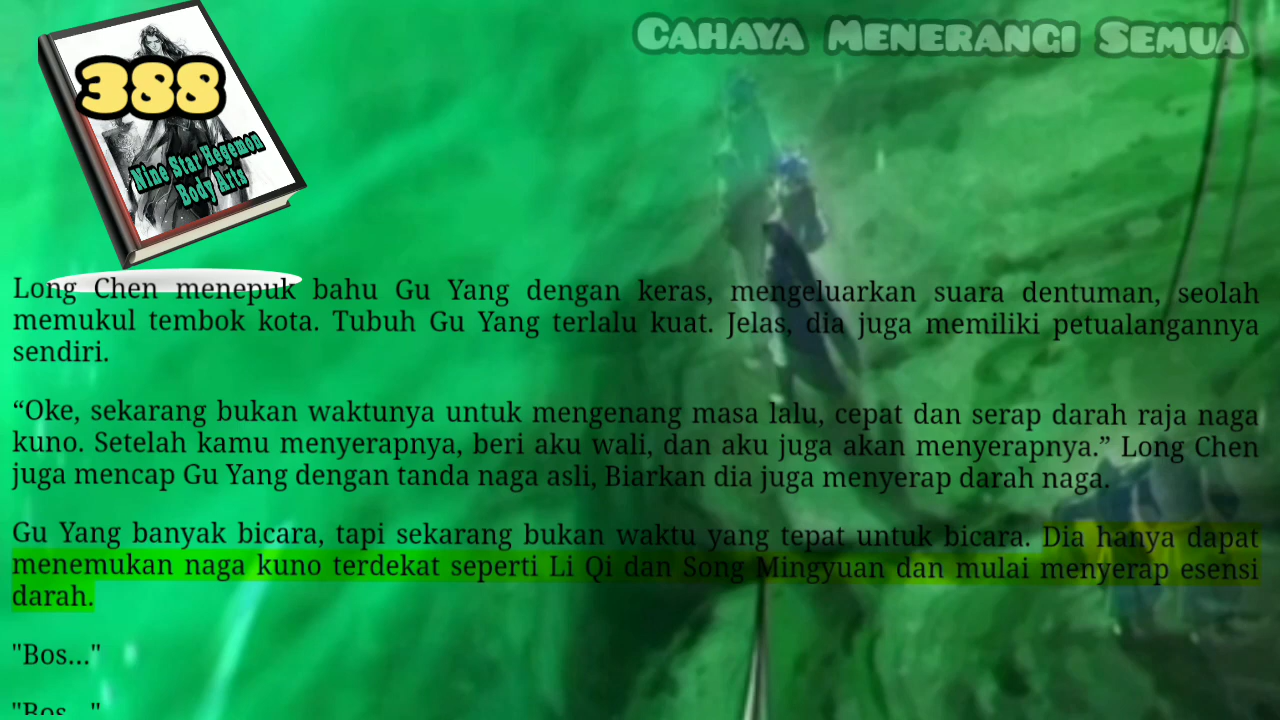 Cahaya Menerangi Semua
388
Nine Star Hegemon
Body Arts
Long Chen menepuk bahu Gu Yang dengan keras, mengeluarkan suara dentuman, seolah
memukul tembok kota. Tubuh Gu Yang terlalu kuat. Jelas, dia juga memiliki petualangannya
sendiri.
“Oke, sekarang bukan waktunya untuk mengenang masa lalu, cepat dan serap darah raja naga
kuno. Setelah kamu menyerapnya, beri aku wali, dan aku juga akan menyerapnya.” Long Chen
juga mencap Gu Yang dengan tanda naga asli, Biarkan dia juga menyerap darah naga.
Gu Yang banyak bicara, tapi sekarang bukan waktu yang tepat untuk bicara. Dia hanya dapat
menemukan naga kuno terdekat seperti Li Qi dan Song Mingyuan dan mulai menyerap esensi
darah.
"Bos..."
"Bos..."